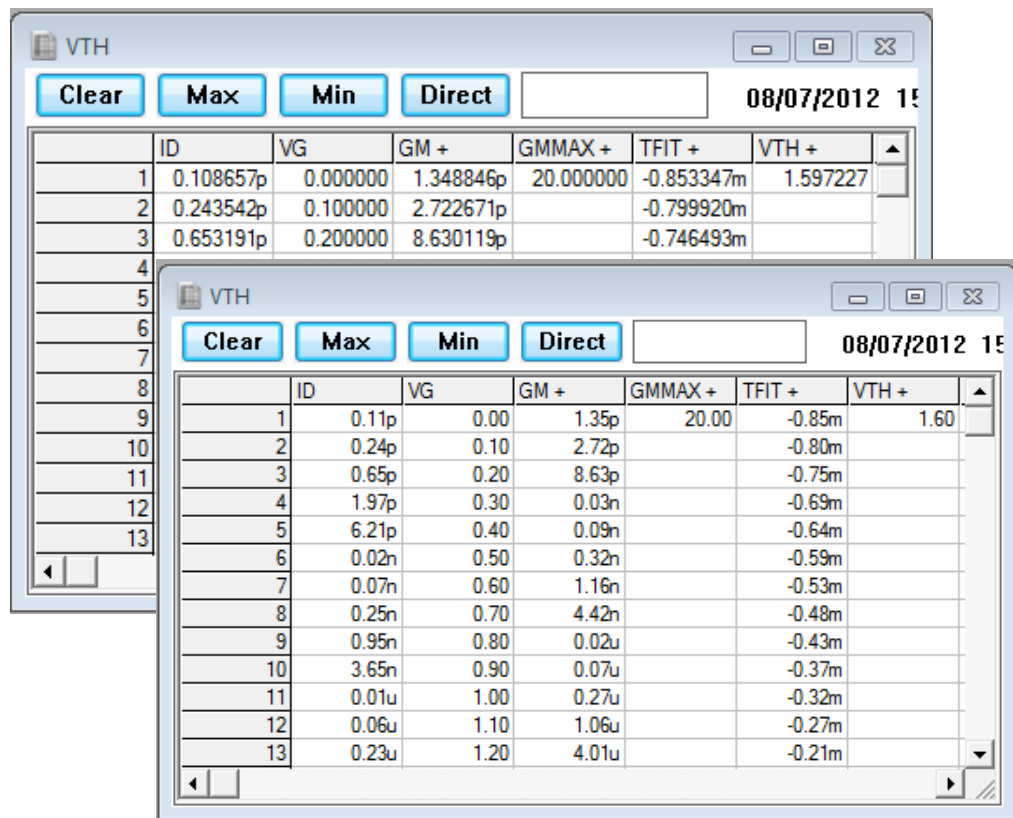 VTH
Clear Max Min Direct 08/07/2012 15
ID VG GM + GMMAX + TFIT + VTH +
1 0.108657p 0.000000 1.348846p 20.000000 -0.853347m 1.597227
2 0.243542p 0.100000 2.722671p -0.799920m
3 0.653191p 0.200000 8.630119p -0.746493m
4
5
6
7
8
9
10
11
12
13
VTH
Clear Max Min Direct 08/07/2012 15
ID VG GM + GMMAX + TFIT + VTH +
1 0.11p 0.00 1.35p 20.00 -0.85m 1.60
2 0.24p 0.10 2.72p -0.80m
3 0.65p 0.20 8.63p -0.75m
4 1.97p 0.30 0.03n -0.69m
5 6.21p 0.40 0.09n -0.64m
6 0.02n 0.50 0.32n -0.59m
7 0.07n 0.60 1.16n -0.53m
8 0.25n 0.70 4.42n -0.48m
9 0.95n 0.80 0.02u -0.43m
10 3.65n 0.90 0.07u -0.37m
11 0.01u 1.00 0.27u -0.32m
12 0.06u 1.10 1.06u -0.27m
13 0.23u 1.20 4.01u -0.21m